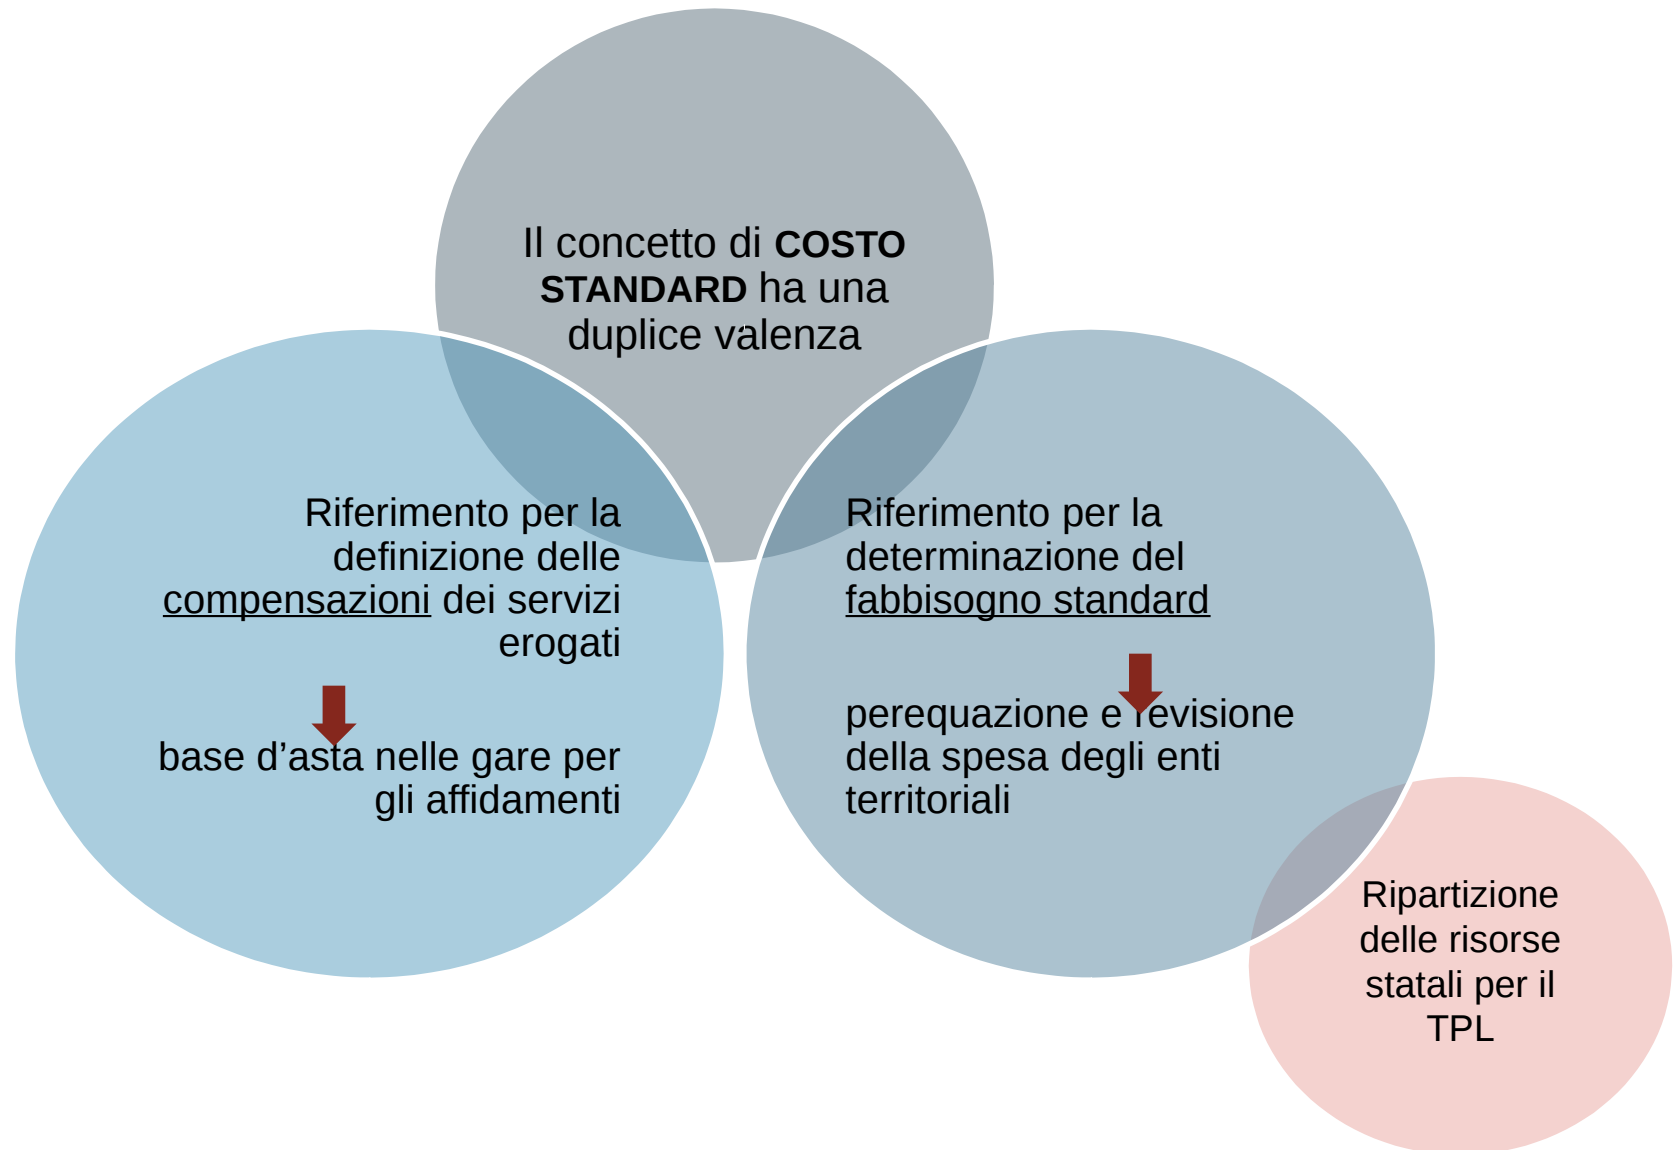 Il concetto di COSTO
STANDARD ha una
duplice valenza
Riferimento per la
definizione delle
compensazioni dei servizi
erogati
base d’asta nelle gare per
gli affidamenti
Riferimento per la
determinazione del
fabbisogno standard
perequazione e revisione
della spesa degli enti
territoriali
Ripartizione
delle risorse
statali per il
TPL